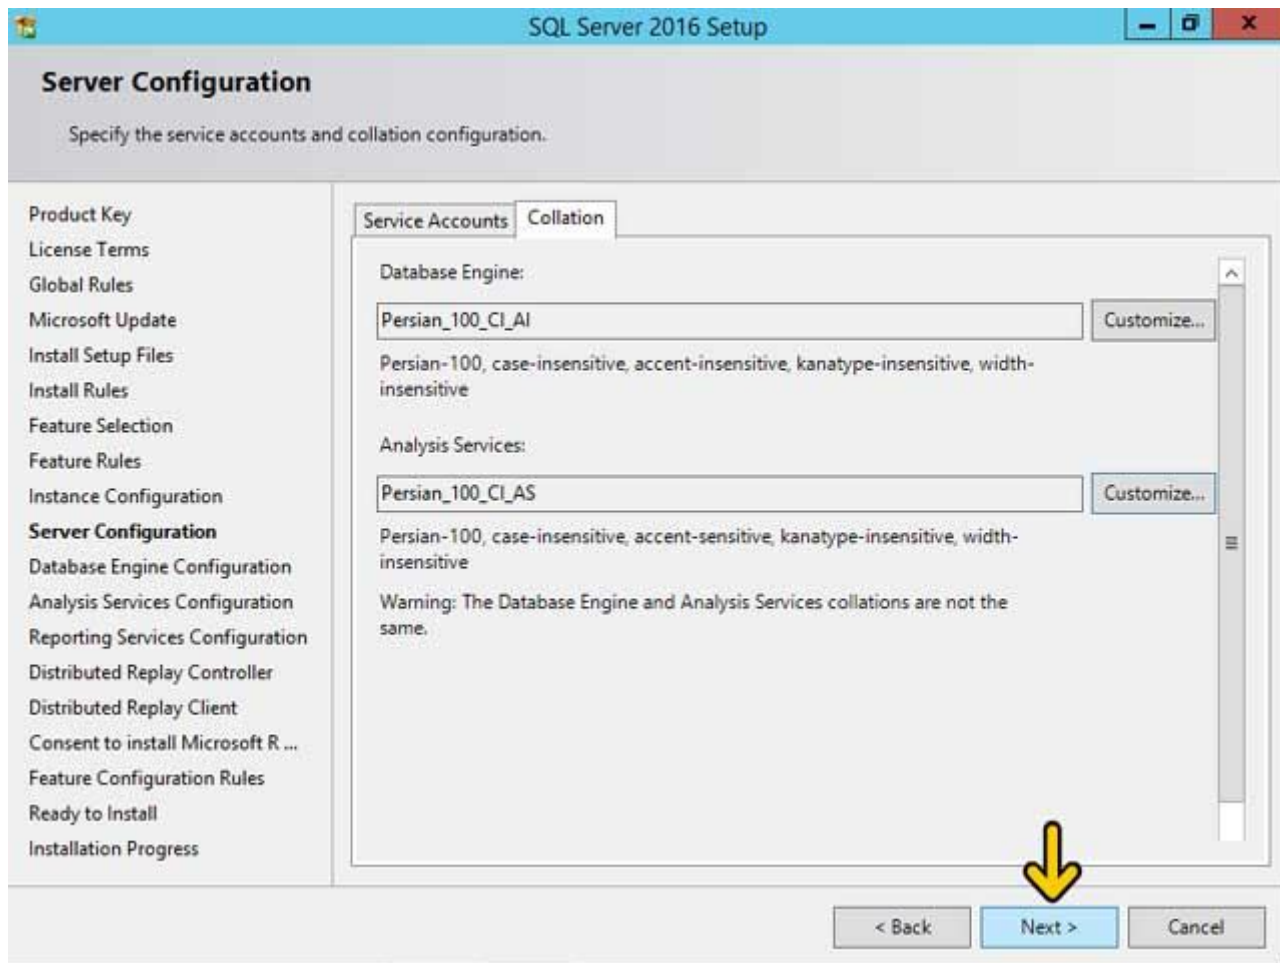 SQL Server 2016 Setup
Server Configuration
Specify the service accounts and collation configuration.
Product Key
License Terms
Global Rules
Microsoft Update
Install Setup Files
Install Rules
Feature Selection
Feature Rules
Instance Configuration
Server Configuration
Database Engine Configuration
Analysis Services Configuration
Reporting Services Configuration
Distributed Replay Controller
Distributed Replay Client
Consent to install Microsoft R ...
Feature Configuration Rules
Ready to Install
Installation Progress
Service Accounts
Collation
Database Engine:
Persian_100_CI_AI
Customize...
Persian-100, case-insensitive, accent-insensitive, kanatype-insensitive, width-
insensitive
Analysis Services:
Persian_100_CI_AS
Customize...
Persian-100, case-insensitive, accent-sensitive, kanatype-insensitive, width-
insensitive
Warning: The Database Engine and Analysis Services collations are not the
same.
< Back
Next >
Cancel